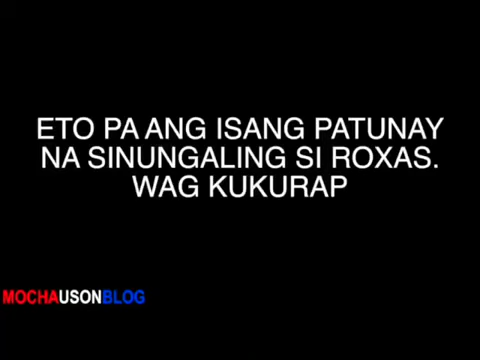 ETO PA ANG ISANG PATUNAY
NA SINUNGALING SI ROXAS.
WAG KUKURAP
MOCHAUSONBLOG